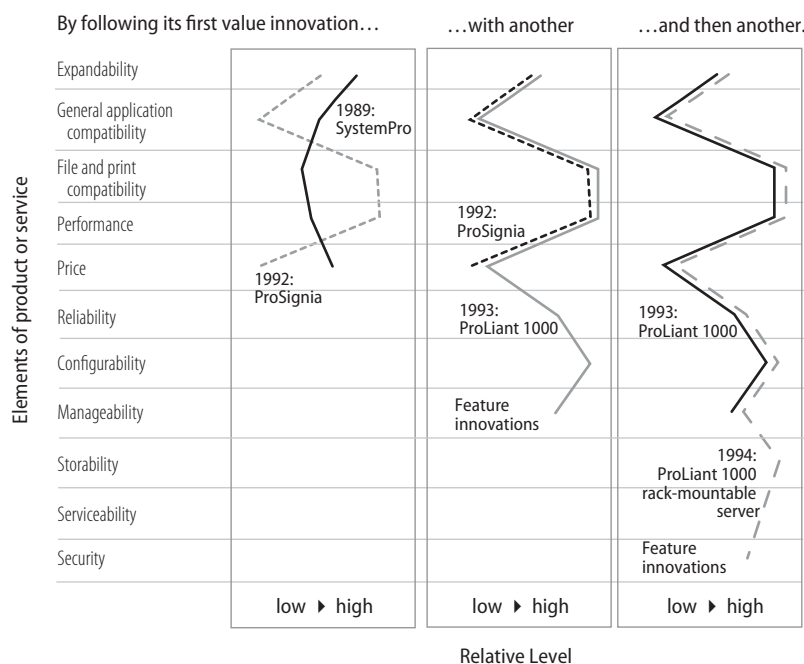 By following its first value innovation…
…with another
…and then another.
Elements of product or service
Expandability
General application
compatibility
File and print
compatibility
Performance
Price
Reliability
Configurability
Manageability
Storability
Serviceability
Security
1989:
SystemPro
1992:
ProSignia
low ▶ high
1992:
ProSignia
1993:
ProLiant 1000
Feature
innovations
low ▶ high
1993:
ProLiant 1000
1994:
ProLiant 1000
rack-mountable
server
Feature
innovations
low ▶ high
Relative Level